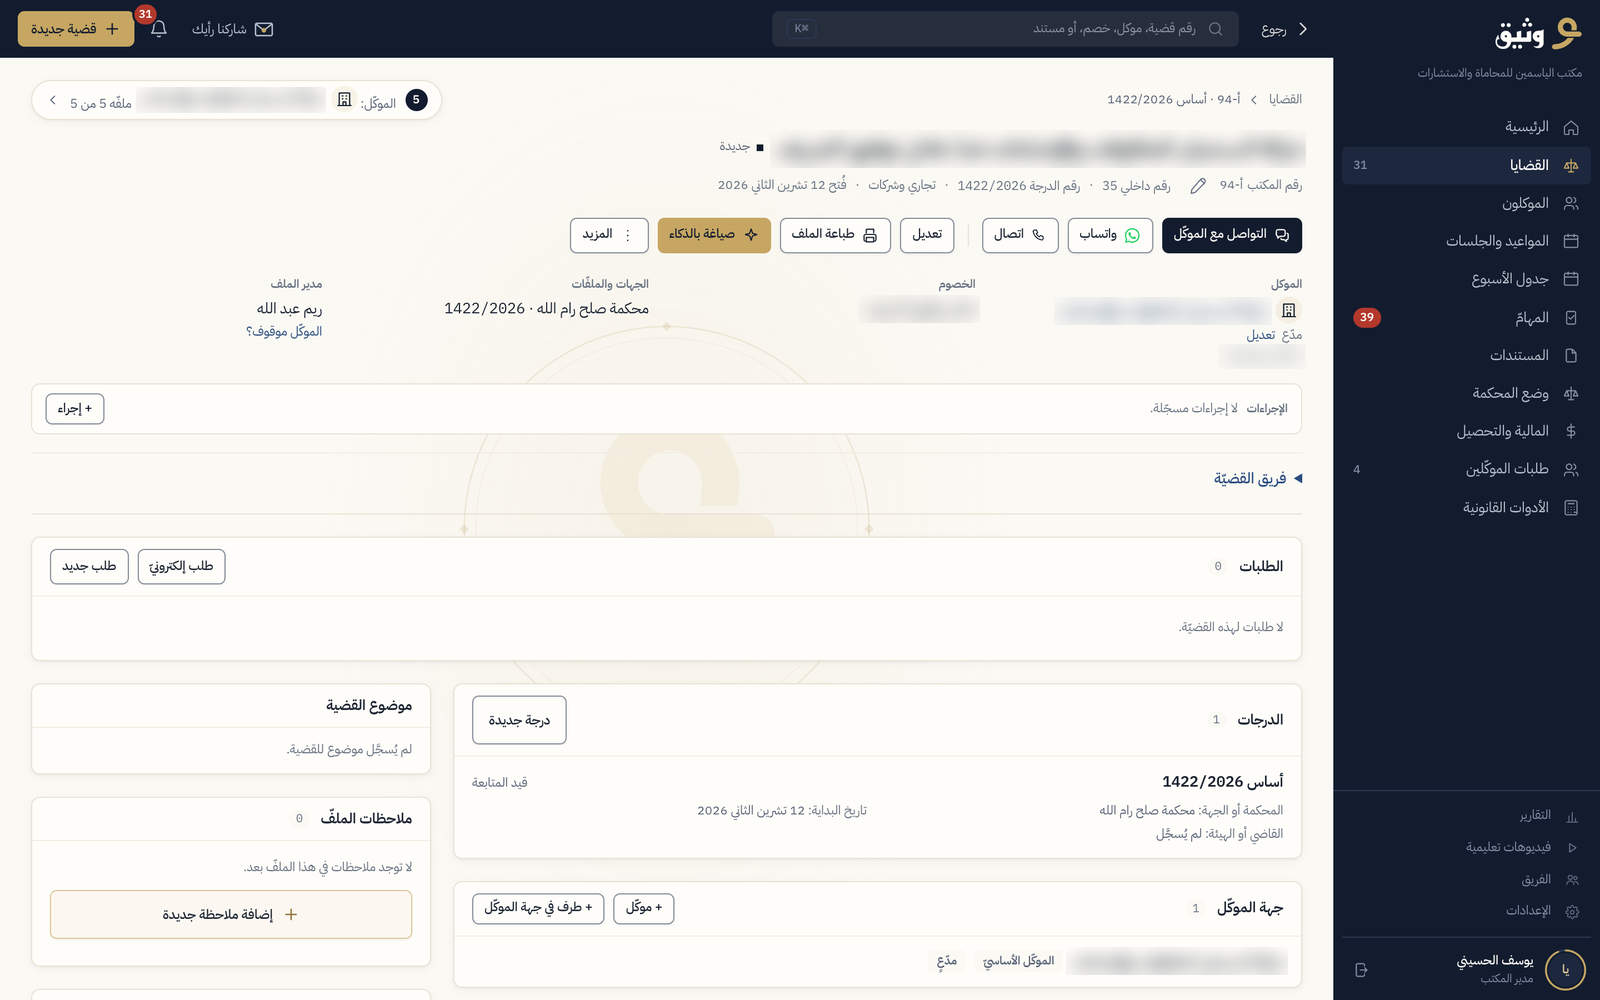 وثيق
مكتب الياسمين للمحاماة والاستشارات
الرئيسية
القضايا 31
الموكلون
المواعيد والجلسات
جدول الأسبوع
المهامّ 39
المستندات
وضع المحكمة
المالية والتحصيل
طلبات الموكّلين 4
الأدوات القانونية
التقارير
فيديوهات تعليمية
الفريق
الإعدادات
يا يوسف الحسيني
مدير المكتب
رجوع
رقم قضية، موكل، خصم، أو مستند ⌘K
شاركنا رأيك
31
+ قضية جديدة
القضايا أ-94 · أساس 1422/2026
5 الموكّل: ملفّه 5 من 5
جديدة
رقم المكتب أ-94 رقم داخلي 35 · رقم الدرجة 1422/2026 · تجاري وشركات · فُتح 12 تشرين الثاني 2026
التواصل مع الموكّل واتساب اتصال تعديل طباعة الملف صياغة بالذكاء المزيد
الموكل
مدّعٍ تعديل
الخصوم
الجهات والملفّات
محكمة صلح رام الله · 1422/2026
مدير الملف
ريم عبد الله
الموكّل موقوف؟
الإجراءات لا إجراءات مسجّلة.
+ إجراء
فريق القضيّة
الطلبات 0
طلب إلكترونيّ طلب جديد
لا طلبات لهذه القضيّة.
الدرجات 1
درجة جديدة
أساس 1422/2026 قيد المتابعة
المحكمة أو الجهة: محكمة صلح رام الله تاريخ البداية: 12 تشرين الثاني 2026
القاضي أو الهيئة: لم يُسجَّل
جهة الموكّل 1
+ موكّل + طرف في جهة الموكّل
الموكّل الأساسيّ مدّعٍ
موضوع القضية
لم يُسجَّل موضوع للقضية.
ملاحظات الملفّ 0
لا توجد ملاحظات في هذا الملفّ بعد.
+ إضافة ملاحظة جديدة